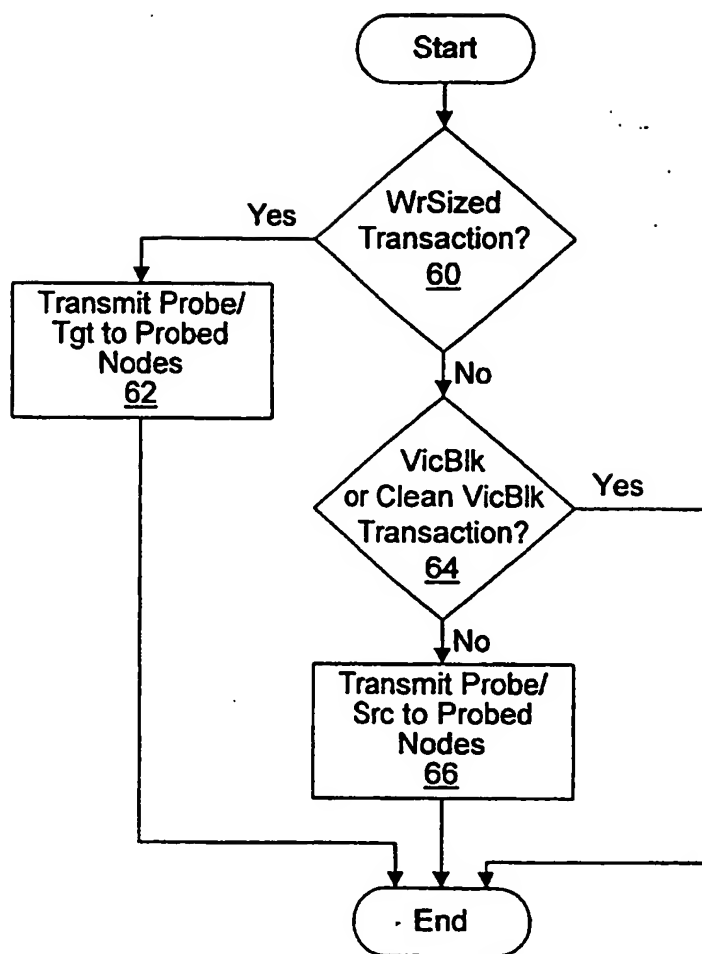 Start
WrSized
Transaction?
60
Yes
Transmit Probe/
Tgt to Probed
Nodes
62
No
VicBlk
or Clean VicBlk
Transaction?
64
Yes
No
Transmit Probe/
Src to Probed
Nodes
66
End